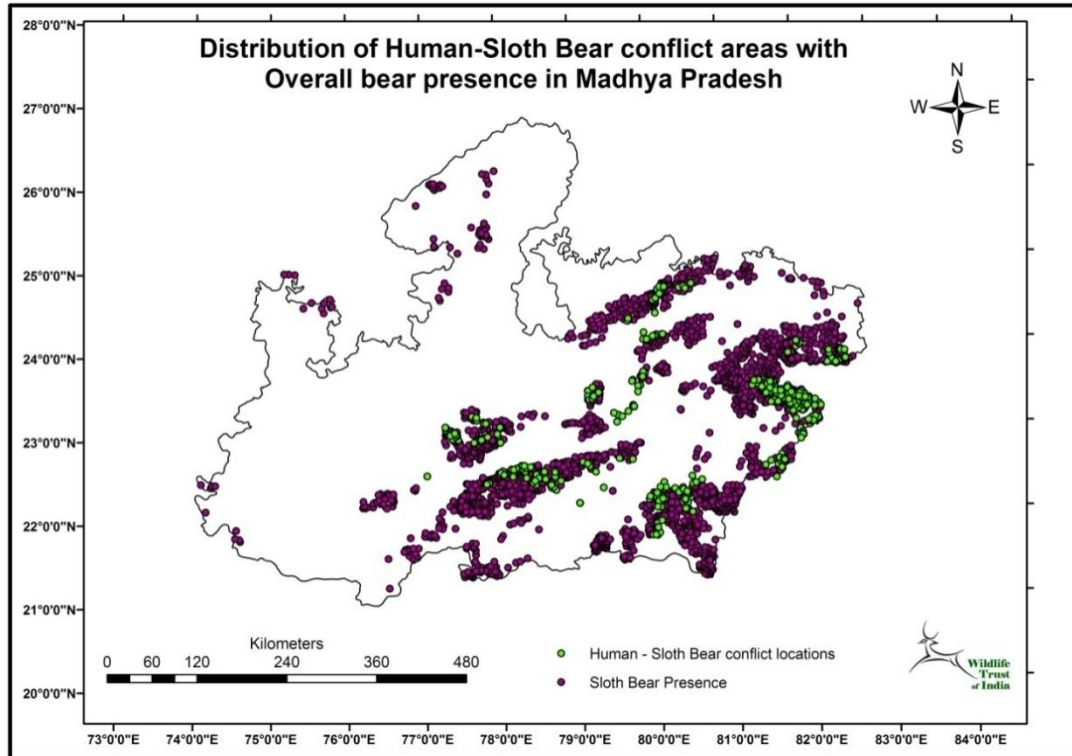 Distribution of Human-Sloth Bear conflict areas with
Overall bear presence in Madhya Pradesh
N
W E
S
28°0'0"N
27°0'0"N
26°0'0"N
25°0'0"N
24°0'0"N
23°0'0"N
22°0'0"N
21°0'0"N
20°0'0"N
Kilometers
0 60 120 240 360 480
Human - Sloth Bear conflict locations
Sloth Bear Presence
Wildlife
Trust
of India
73°0'0"E 74°0'0"E 75°0'0"E 76°0'0"E 77°0'0"E 78°0'0"E 79°0'0"E 80°0'0"E 81°0'0"E 82°0'0"E 83°0'0"E 84°0'0"E